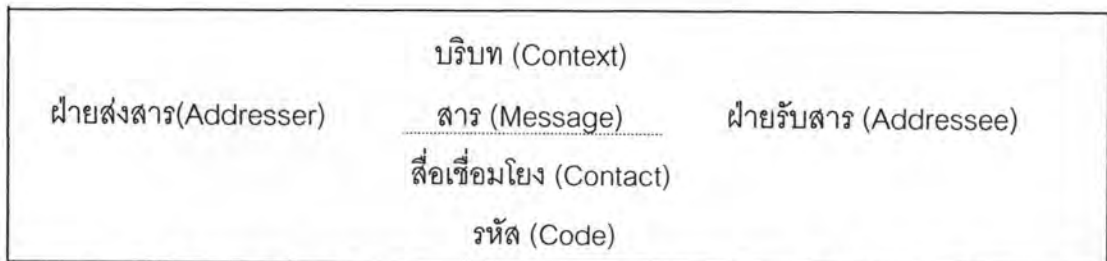 บริบท (Context)
ฝ่ายส่งสาร(Addresser) สาร (Message) ฝ่ายรับสาร (Addressee)
สื่อเชื่อมโยง (Contact)
รหัส (Code)